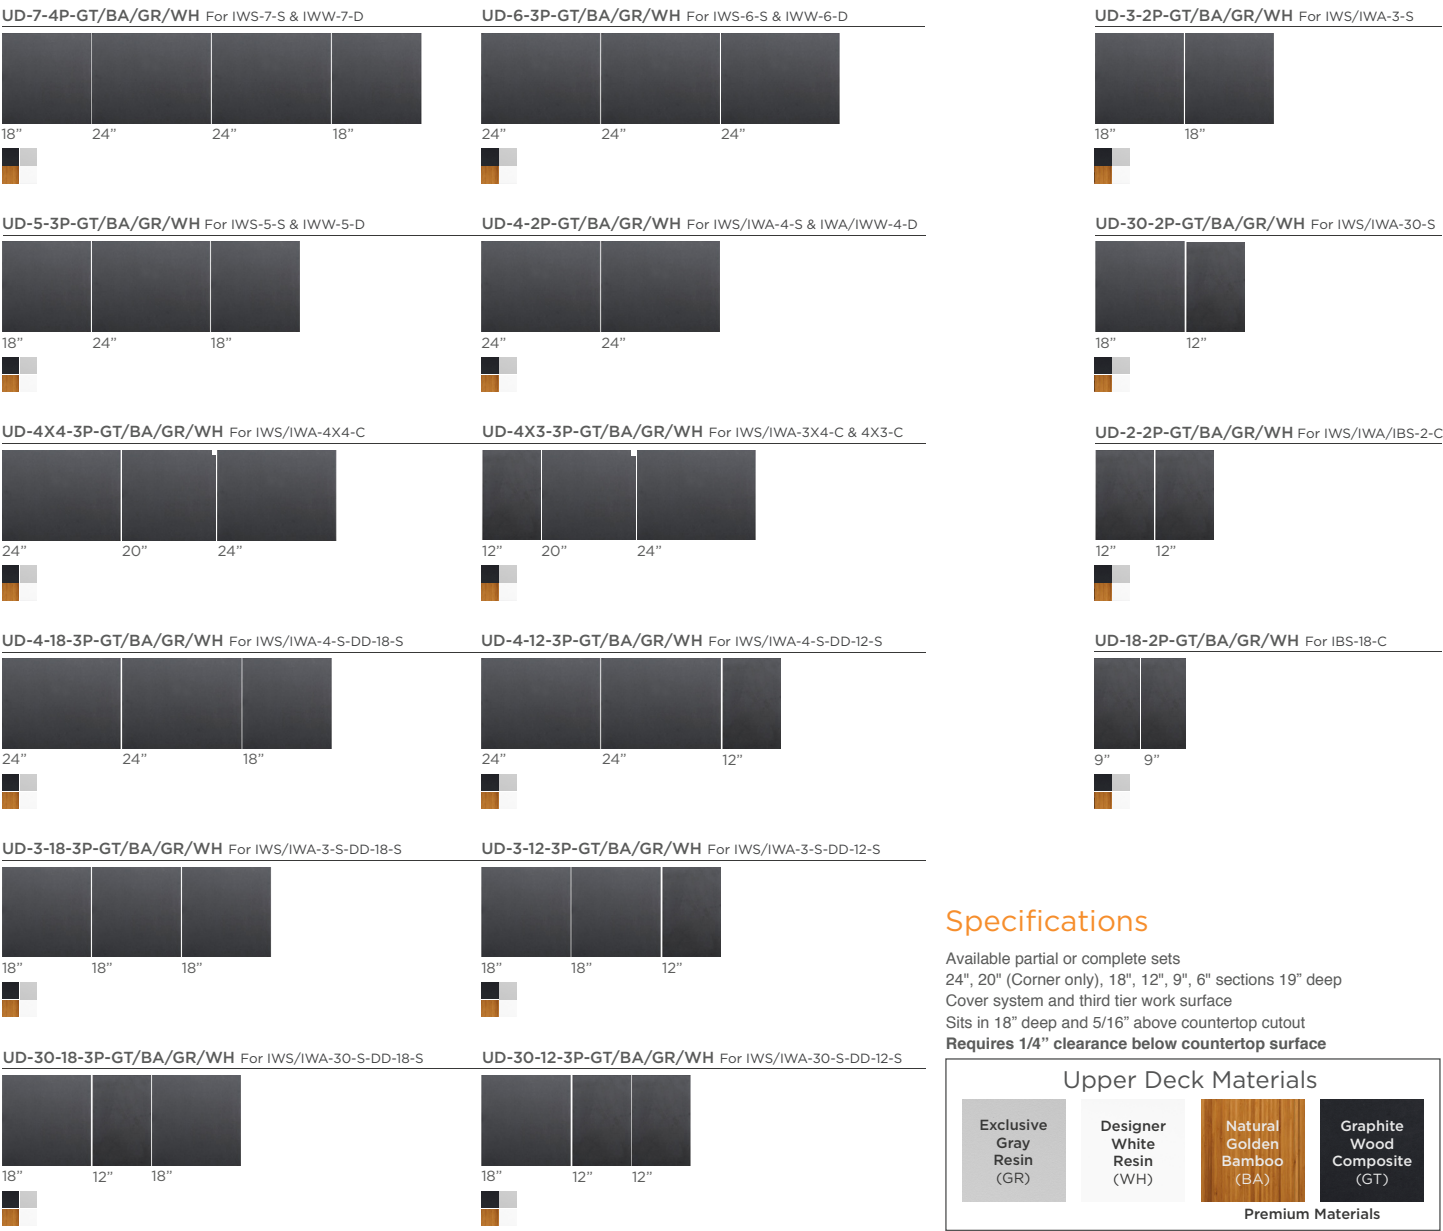 UD-7-4P-GT/BA/GR/WH For IWS-7-S & IWW-7-D
18” 24” 24” 18”
UD-6-3P-GT/BA/GR/WH For IWS-6-S & IWW-6-D
24” 24” 24”
UD-3-2P-GT/BA/GR/WH For IWS/IWA-3-S
18” 18”
UD-5-3P-GT/BA/GR/WH For IWS-5-S & IWW-5-D
18” 24” 18”
UD-4-2P-GT/BA/GR/WH For IWS/IWA-4-S & IWA/IWW-4-D
24” 24”
UD-30-2P-GT/BA/GR/WH For IWS/IWA-30-S
18” 12”
UD-4X4-3P-GT/BA/GR/WH For IWS/IWA-4X4-C
24” 20” 24”
UD-4X3-3P-GT/BA/GR/WH For IWS/IWA-3X4-C & 4X3-C
12” 20” 24”
UD-2-2P-GT/BA/GR/WH For IWS/IWA/IBS-2-C
12” 12”
UD-4-18-3P-GT/BA/GR/WH For IWS/IWA-4-S-DD-18-S
24” 24” 18”
UD-4-12-3P-GT/BA/GR/WH For IWS/IWA-4-S-DD-12-S
24” 24” 12”
UD-18-2P-GT/BA/GR/WH For IBS-18-C
9” 9”
UD-3-18-3P-GT/BA/GR/WH For IWS/IWA-3-S-DD-18-S
18” 18” 18”
UD-3-12-3P-GT/BA/GR/WH For IWS/IWA-3-S-DD-12-S
18” 18” 12”
UD-30-18-3P-GT/BA/GR/WH For IWS/IWA-30-S-DD-18-S
18” 12” 18”
UD-30-12-3P-GT/BA/GR/WH For IWS/IWA-30-S-DD-12-S
18” 12” 12”
Specifications
Available partial or complete sets
24", 20" (Corner only), 18", 12", 9", 6" sections 19” deep
Cover system and third tier work surface
Sits in 18” deep and 5/16” above countertop cutout
Requires 1/4” clearance below countertop surface
Upper Deck Materials
Exclusive
Gray
Resin
(GR)
Designer
White
Resin
(WH)
Natural
Golden
Bamboo
(BA)
Graphite
Wood
Composite
(GT)
Premium Materials